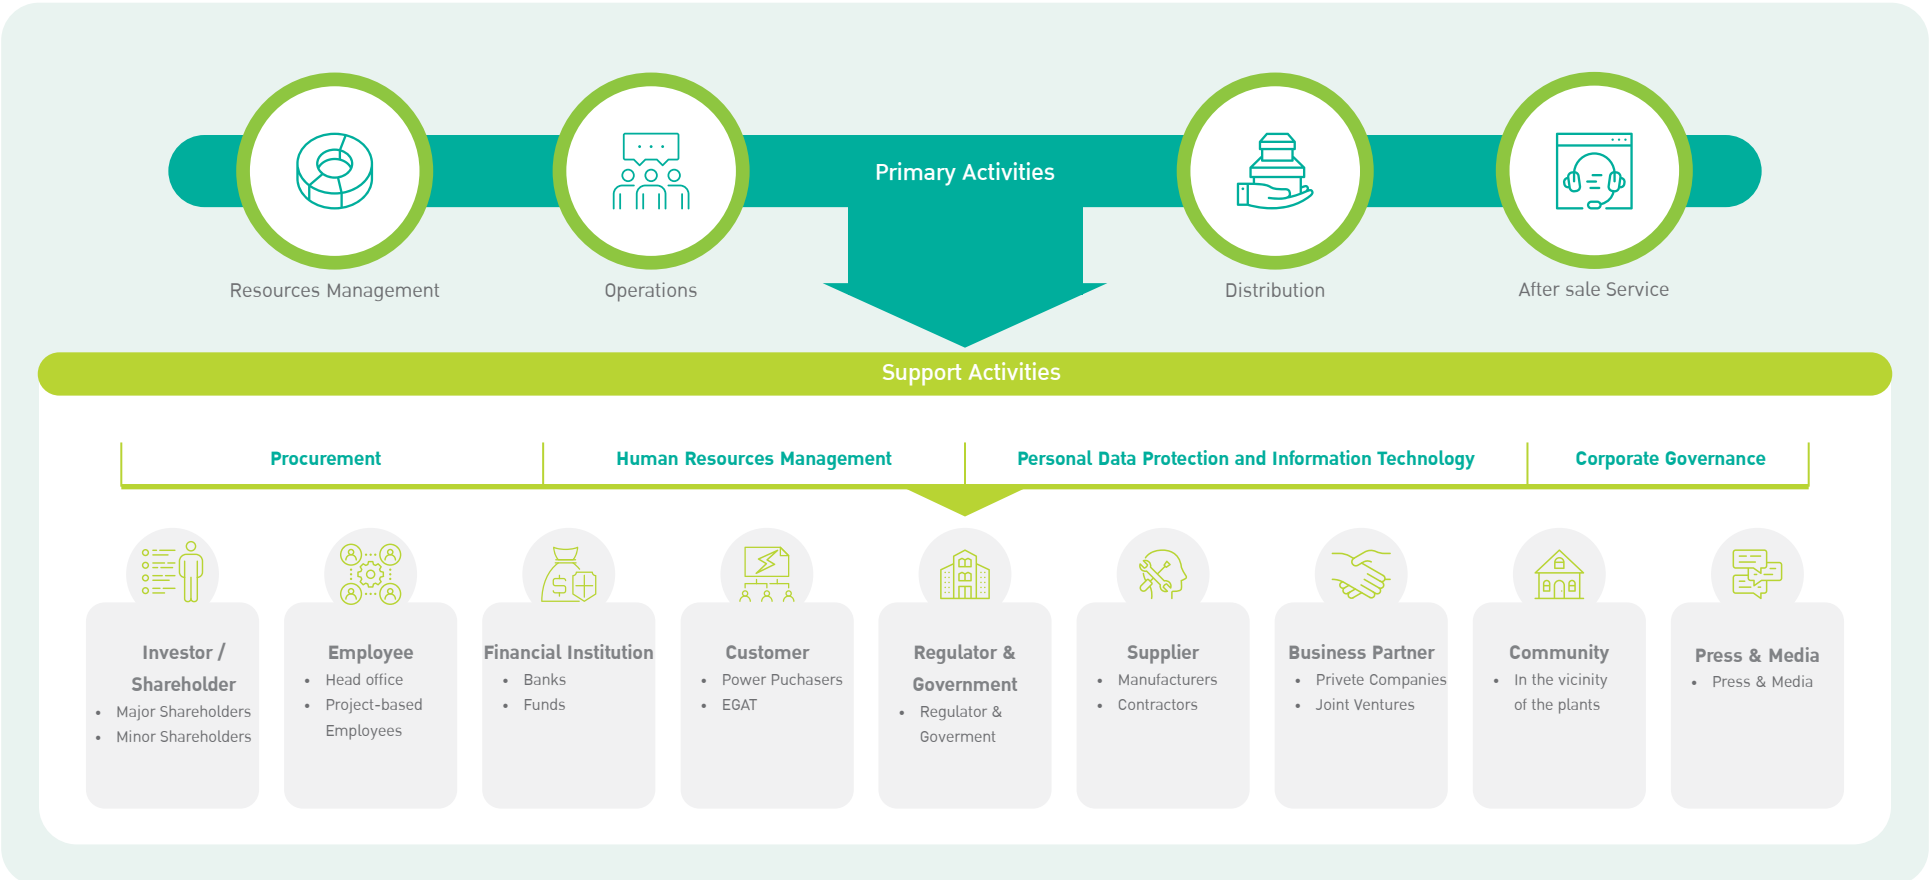 Primary Activities
Resources Management
Operations
Distribution
After sale Service
Support Activities
Procurement
Human Resources Management
Personal Data Protection and Information Technology
Corporate Governance
Investor /
Shareholder
• Major Shareholders
• Minor Shareholders
Employee
• Head office
• Project-based
Employees
Financial Institution
• Banks
• Funds
Customer
• Power Puchasers
• EGAT
Regulator &
Government
• Regulator &
Goverment
Supplier
• Manufacturers
• Contractors
Business Partner
• Privete Companies
• Joint Ventures
Community
• In the vicinity
of the plants
Press & Media
• Press & Media